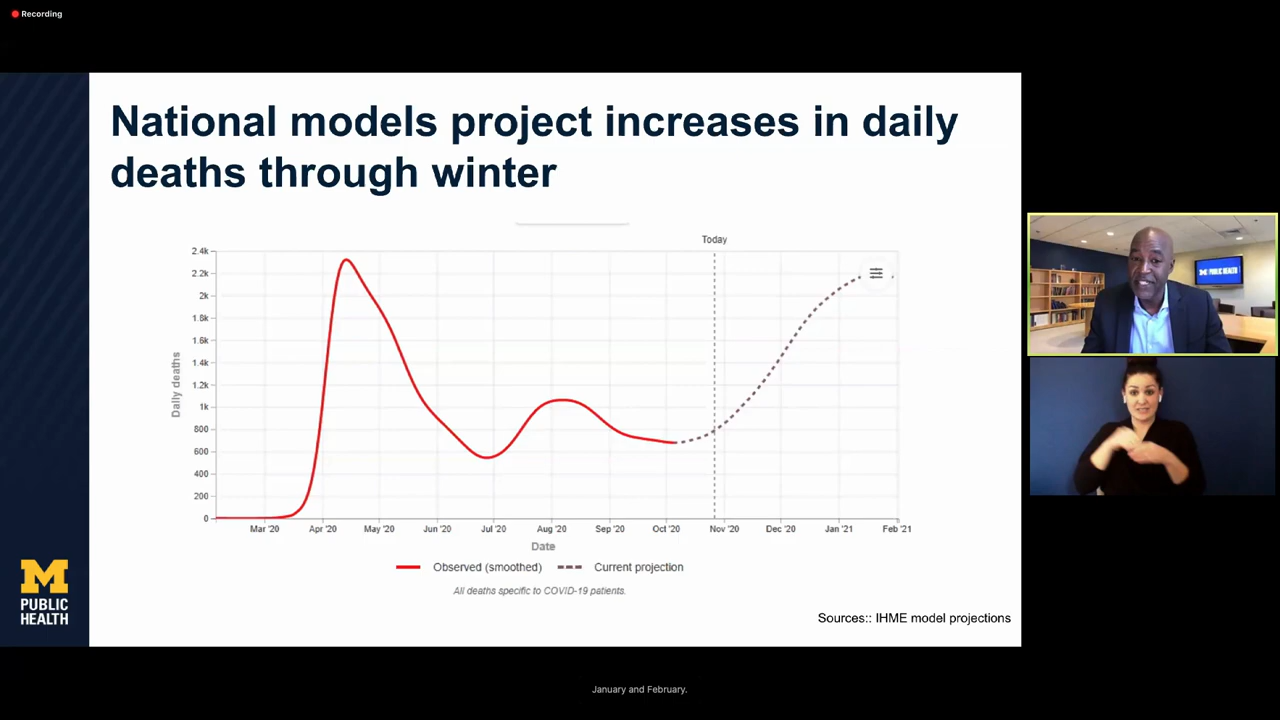 Recording
National models project increases in daily
deaths through winter
Today
2.4k
2.2k
2k
1.8k
1.6k
1.4k
1.2k
1k
800
600
400
200
0
Daily deaths
Mar '20 Apr '20 May '20 Jun '20 Jul '20 Aug '20 Sep '20 Oct '20 Nov '20 Dec '20 Jan '21 Feb '21
Date
Observed (smoothed) Current projection
All deaths specific to COVID-19 patients.
Sources:: IHME model projections
M
PUBLIC
HEALTH
M PUBLIC HEALTH
January and February.